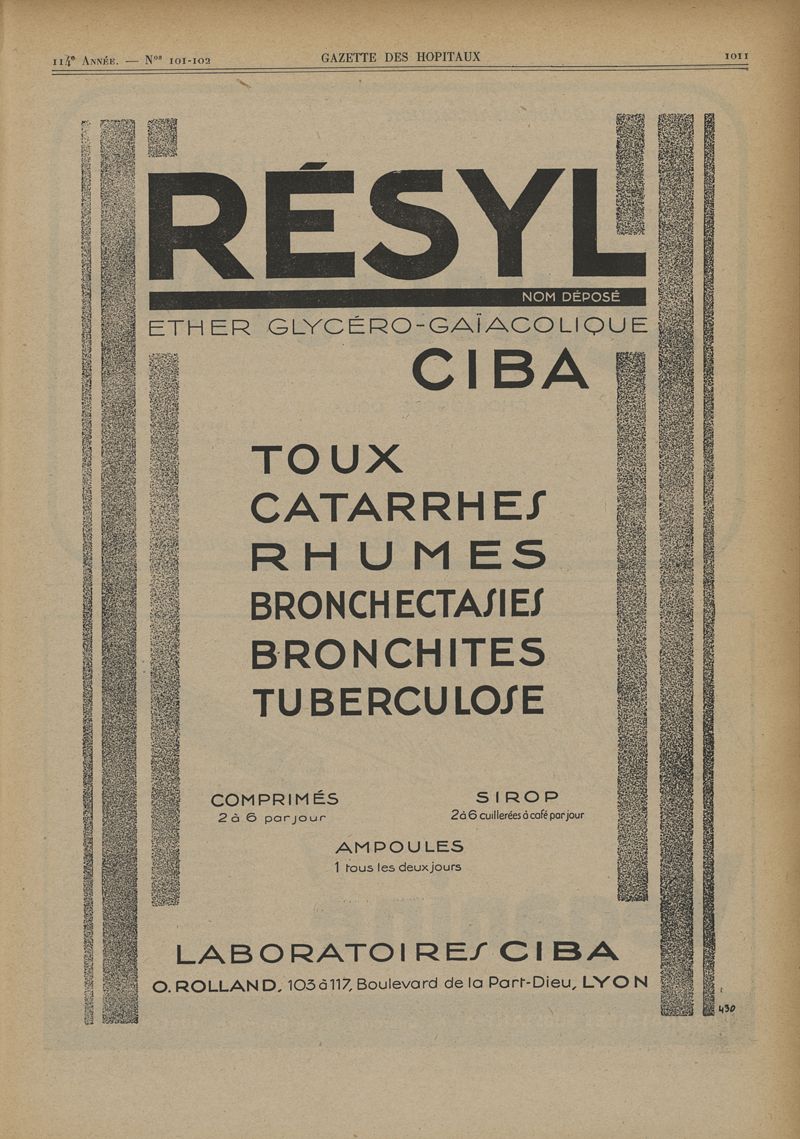 114e ANNÉE. — Nos 101-102
GAZETTE DES HOPITAUX
1011
RÉSYL
NOM DÉPOSÉ
ETHER GLYCÉRO-GAÏACOLIQUE
CIBA
TOUX
CATARRHES
RHUMES
BRONCHECTASIES
BRONCHITES
TUBERCULOSE
COMPRIMÉS
2 à 6 par jour
SIROP
2 à 6 cuillerées à café par jour
AMPOULES
1 tous les deux jours
LABORATOIRES CIBA
O. ROLLAND, 103 à 117, Boulevard de la Part-Dieu, LYON
430